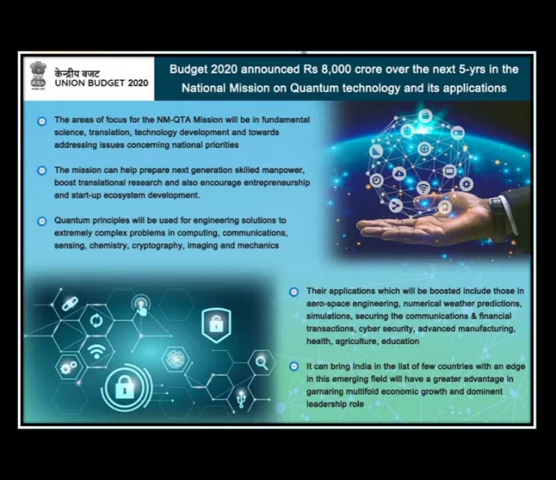 केन्द्रीय बजट
UNION BUDGET 2020
Budget 2020 announced Rs 8,000 crore over the next 5-yrs in the
National Mission on Quantum technology and its applications
The areas of focus for the NM-QTA Mission will be in fundamental
science, translation, technology development and towards
addressing issues concerning national priorities
The mission can help prepare next generation skilled manpower,
boost translational research and also encourage entrepreneurship
and start-up ecosystem development.
Quantum principles will be used for engineering solutions to
extremely complex problems in computing, communications,
sensing, chemistry, cryptography, imaging and mechanics
Their applications which will be boosted include those in
aero-space engineering, numerical weather predictions,
simulations, securing the communications & financial
transactions, cyber security, advanced manufacturing,
health, agriculture, education
It can bring India in the list of few countries with an edge
in this emerging field will have a greater advantage in
garnaring multifold economic growth and dominent
leadership role